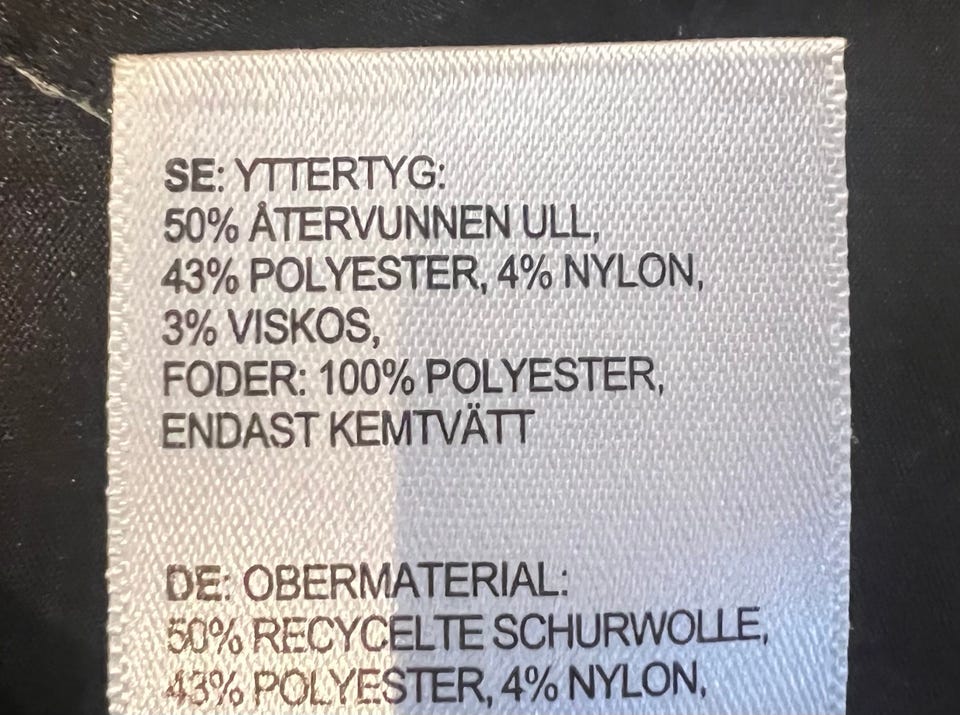 SE: YTTERTYG:
50% ÅTERVUNNEN ULL,
43% POLYESTER, 4% NYLON,
3% VISKOS,
FODER: 100% POLYESTER,
ENDAST KEMTVÄTT
DE: OBERMATERIAL:
50% RECYCELTE SCHURWOLLE,
43% POLYESTER, 4% NYLON,